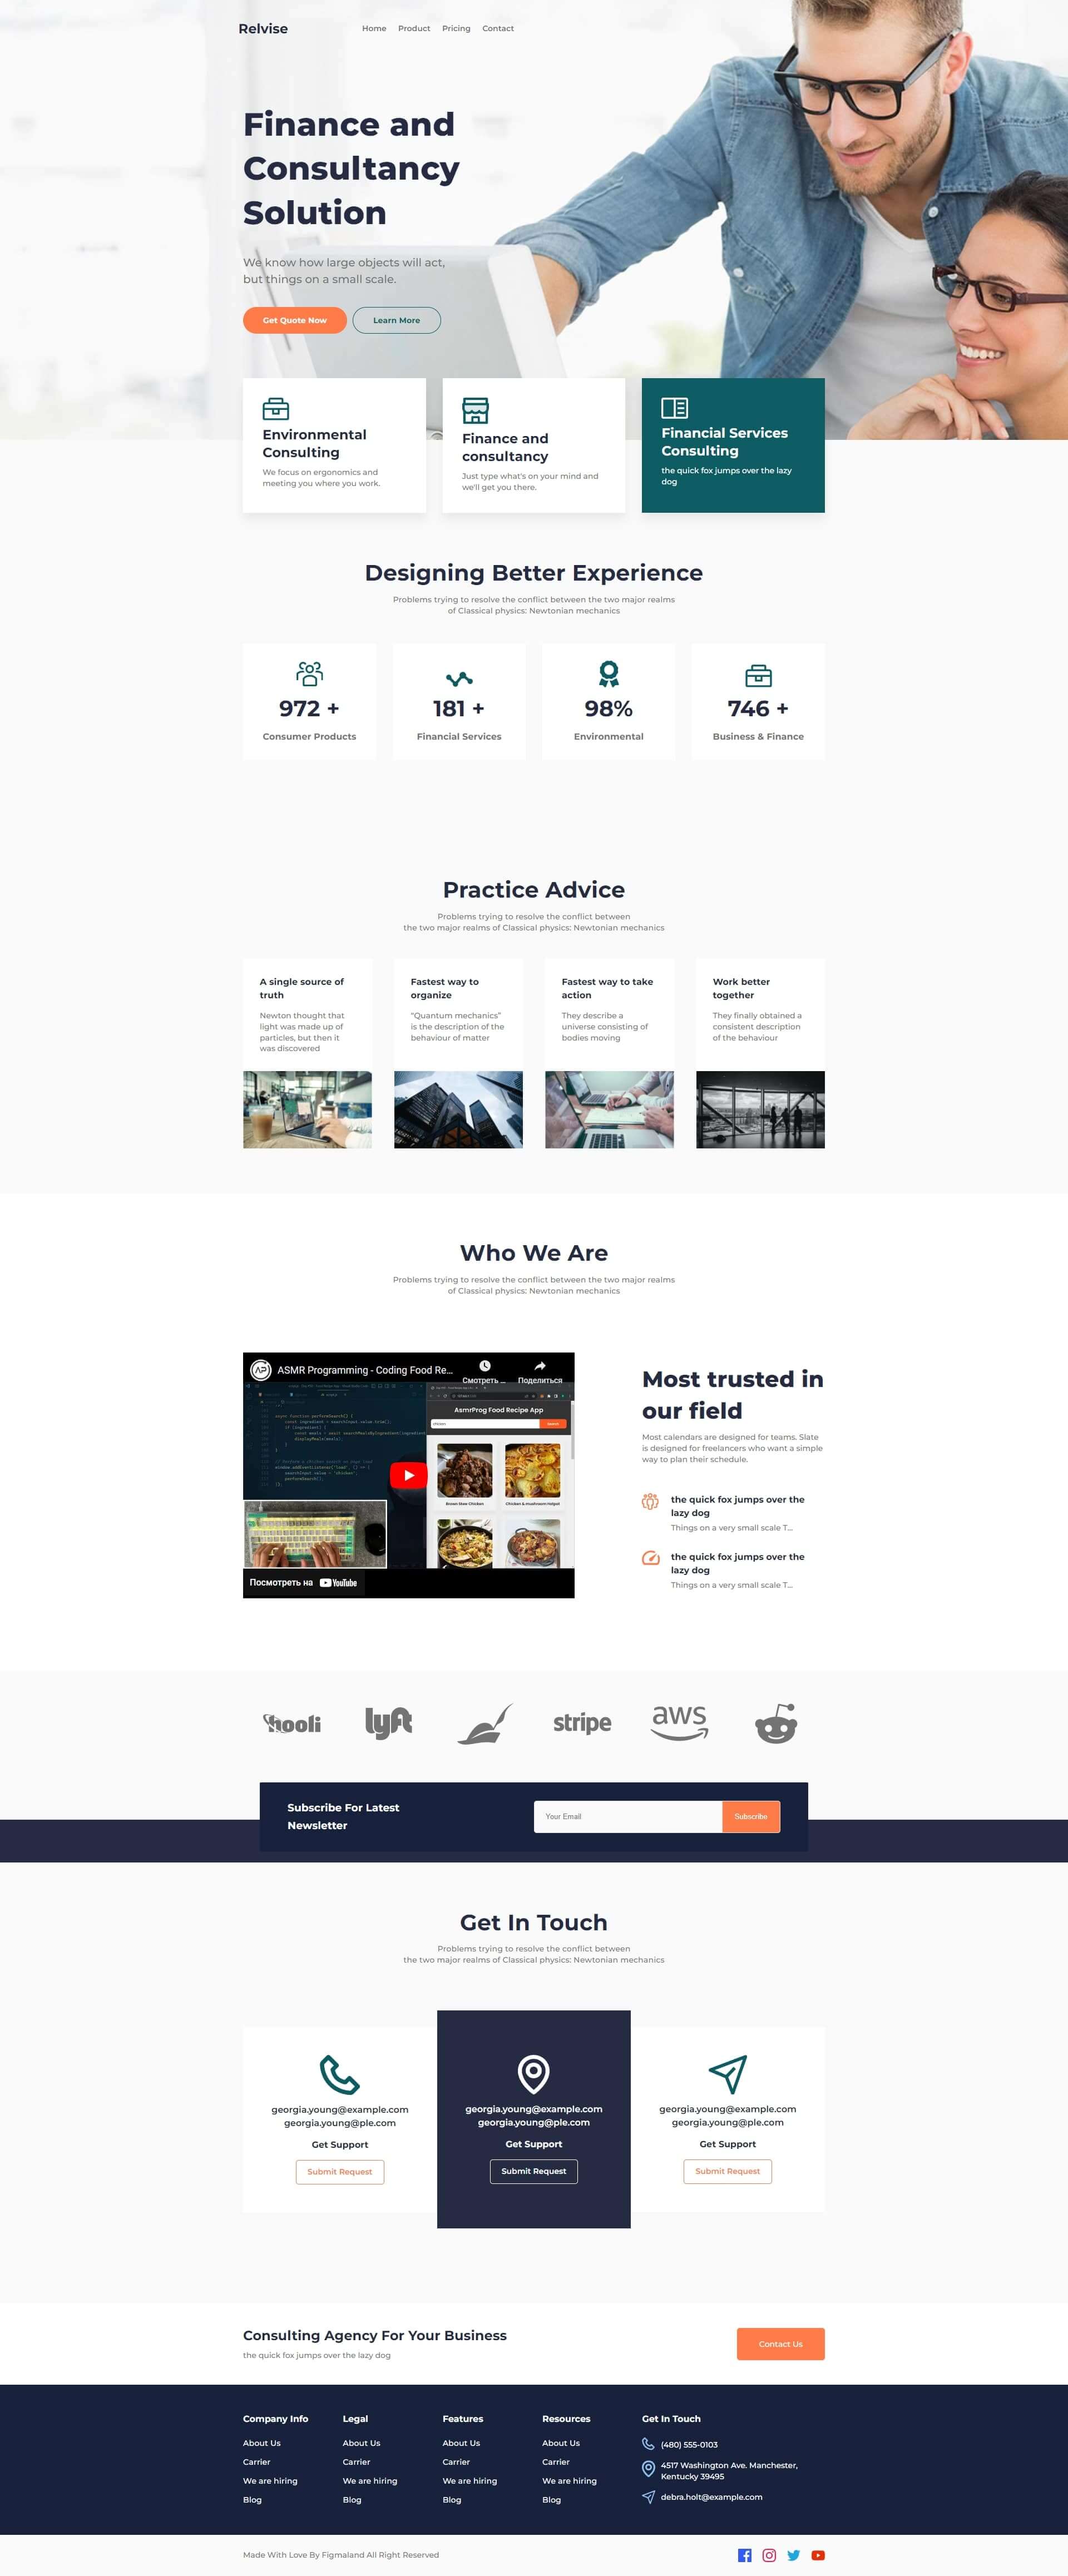 Relvise
Home Product Pricing Contact
Finance and
Consultancy
Solution
We know how large objects will act,
but things on a small scale.
Get Quote Now Learn More
Environmental
Consulting
We focus on ergonomics and
meeting you where you work.
Finance and
consultancy
Just type what's on your mind and
we'll get you there.
Financial Services
Consulting
the quick fox jumps over the lazy
dog
Designing Better Experience
Problems trying to resolve the conflict between the two major realms
of Classical physics: Newtonian mechanics
972 +
Consumer Products
181 +
Financial Services
98%
Environmental
746 +
Business & Finance
Practice Advice
Problems trying to resolve the conflict between
the two major realms of Classical physics: Newtonian mechanics
A single source of
truth
Newton thought that
light was made up of
particles, but then it
was discovered
Fastest way to
organize
“Quantum mechanics”
is the description of the
behaviour of matter
Fastest way to take
action
They describe a
universe consisting of
bodies moving
Work better
together
They finally obtained a
consistent description
of the behaviour
Who We Are
Problems trying to resolve the conflict between the two major realms
of Classical physics: Newtonian mechanics
ASMR Programming - Coding Food Re...
Смотреть ...
Поделиться
AsmrProg Food Recipe App
chicken
Search
Brown Stew Chicken
Chicken & mushroom Hotpot
Посмотреть на YouTube
Most trusted in
our field
Most calendars are designed for teams. Slate
is designed for freelancers who want a simple
way to plan their schedule.
the quick fox jumps over the
lazy dog
Things on a very small scale T...
the quick fox jumps over the
lazy dog
Things on a very small scale T...
hooli
lyft
stripe
aws
Subscribe For Latest
Newsletter
Your Email
Subscribe
Get In Touch
Problems trying to resolve the conflict between
the two major realms of Classical physics: Newtonian mechanics
georgia.young@example.com
georgia.young@ple.com
Get Support
Submit Request
georgia.young@example.com
georgia.young@ple.com
Get Support
Submit Request
georgia.young@example.com
georgia.young@ple.com
Get Support
Submit Request
Consulting Agency For Your Business
the quick fox jumps over the lazy dog
Contact Us
Company Info
About Us
Carrier
We are hiring
Blog
Legal
About Us
Carrier
We are hiring
Blog
Features
About Us
Carrier
We are hiring
Blog
Resources
About Us
Carrier
We are hiring
Blog
Get In Touch
(480) 555-0103
4517 Washington Ave. Manchester,
Kentucky 39495
debra.holt@example.com
Made With Love By Figmaland All Right Reserved